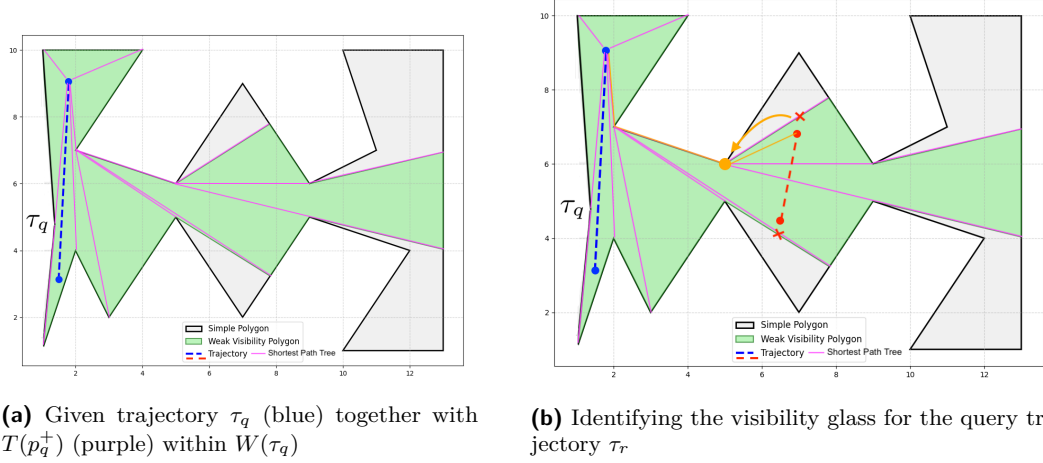 10
8
6
4
2
2
4
6
8
10
12
τq
Simple Polygon
Weak Visibility Polygon
Trajectory
Shortest Path Tree
(a) Given trajectory τq (blue) together with
T(p_q^+) (purple) within W(τq)
10
8
6
4
2
2
4
6
8
10
12
τq
Simple Polygon
Weak Visibility Polygon
Trajectory
Shortest Path Tree
(b) Identifying the visibility glass for the query tra
jectory τr